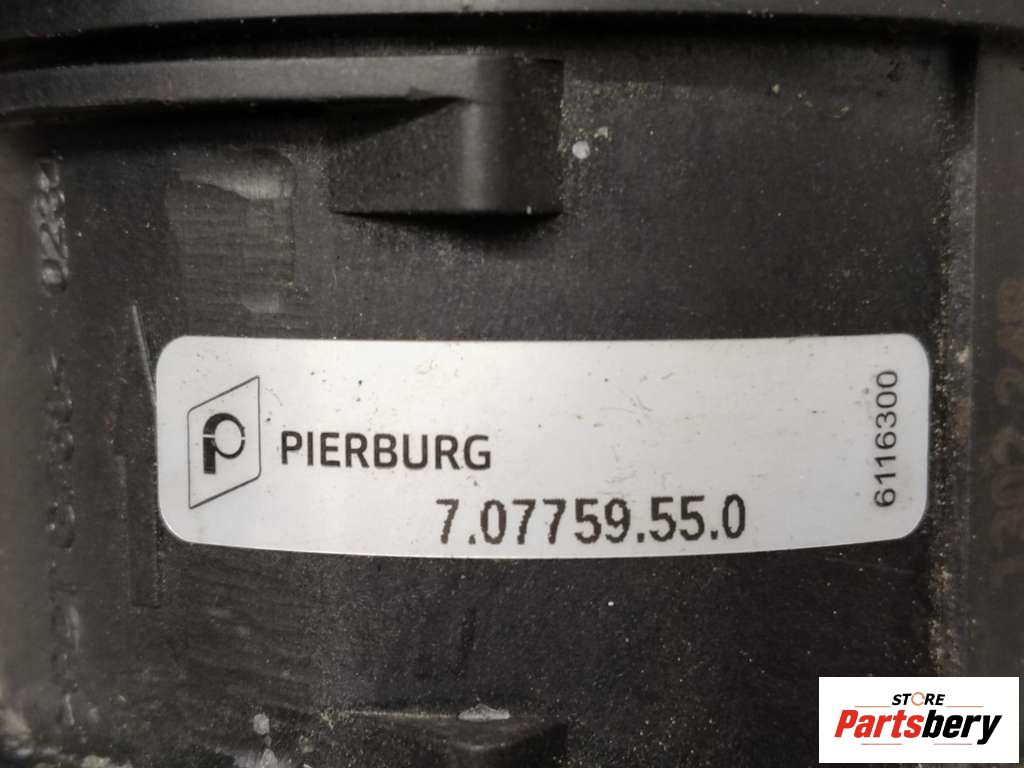 PIERBURG
7.07759.55.0
6116300
STORE
Partsbery